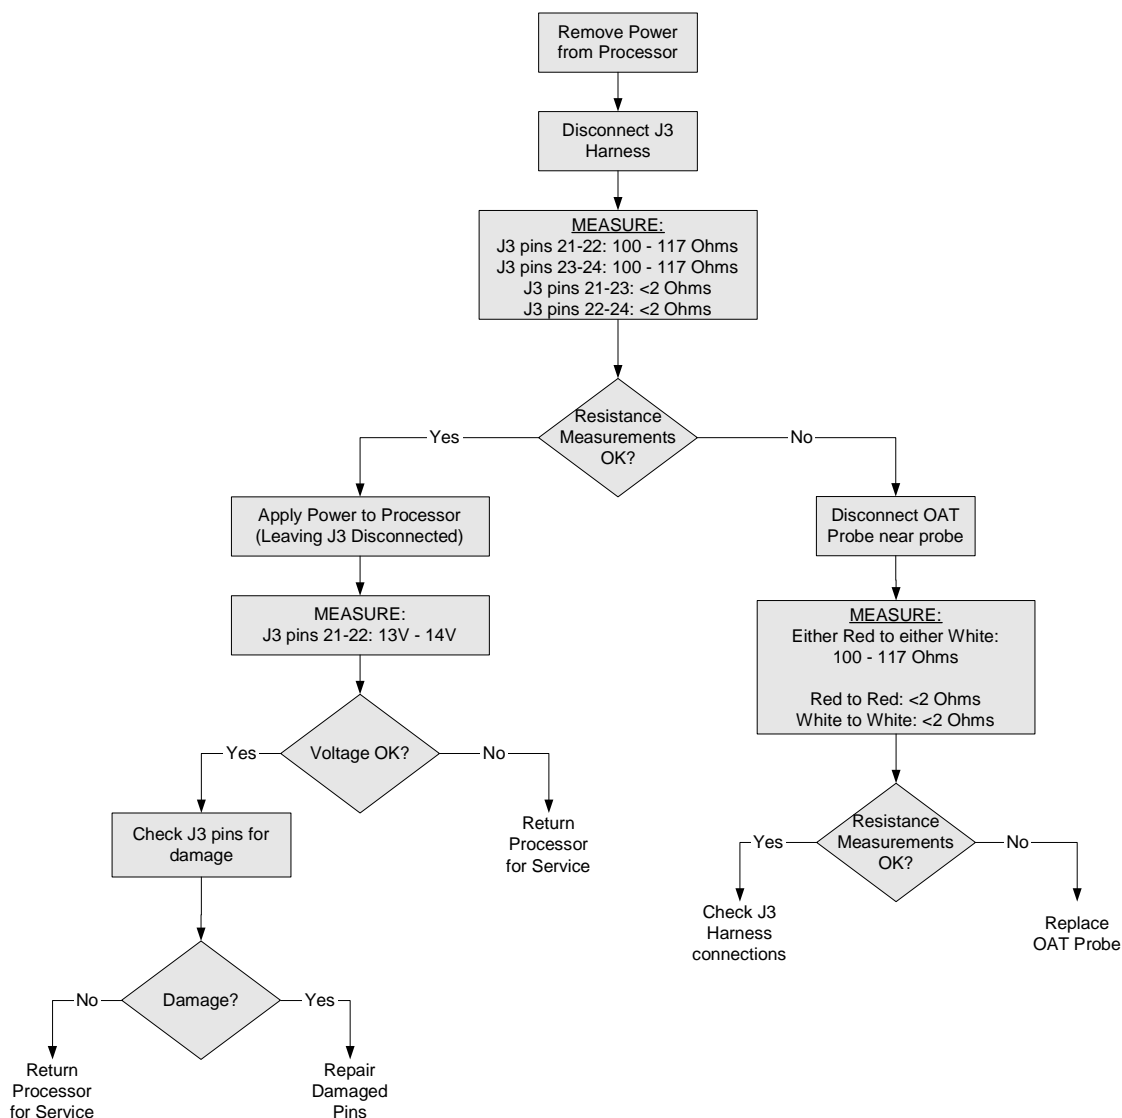 Remove Power
from Processor
Disconnect J3
Harness
MEASURE:
J3 pins 21-22: 100 - 117 Ohms
J3 pins 23-24: 100 - 117 Ohms
J3 pins 21-23: <2 Ohms
J3 pins 22-24: <2 Ohms
Resistance
Measurements
OK?
Yes
No
Apply Power to Processor
(Leaving J3 Disconnected)
Disconnect OAT
Probe near probe
MEASURE:
J3 pins 21-22: 13V - 14V
MEASURE:
Either Red to either White:
100 - 117 Ohms
Red to Red: <2 Ohms
White to White: <2 Ohms
Voltage OK?
Yes
No
Return
Processor
for Service
Check J3 pins for
damage
Resistance
Measurements
OK?
Yes
No
Check J3
Harness
connections
Replace
OAT Probe
Damage?
No
Yes
Return
Processor
for Service
Repair
Damaged
Pins